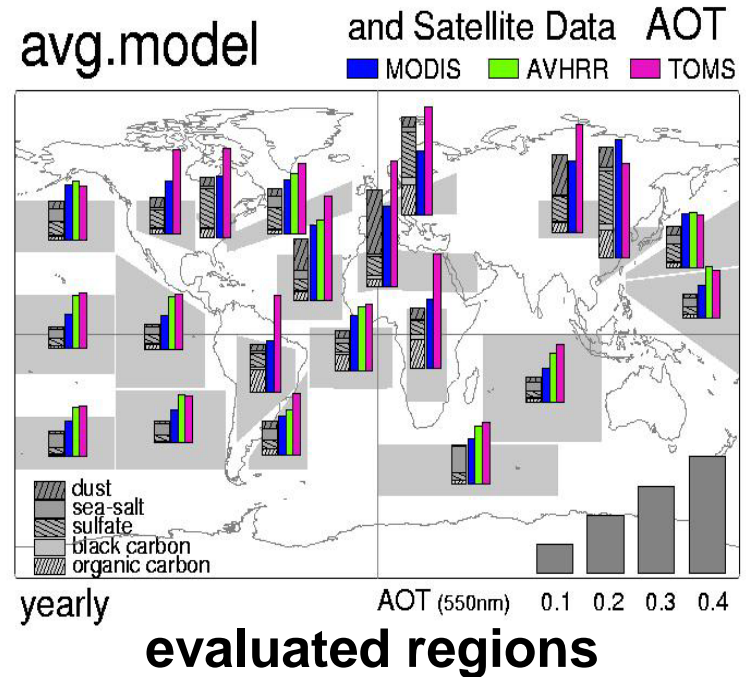 avg.model and Satellite Data AOT
MODIS AVHRR TOMS
dust
sea-salt
sulfate
black carbon
organic carbon
yearly AOT (550nm) 0.1 0.2 0.3 0.4
evaluated regions